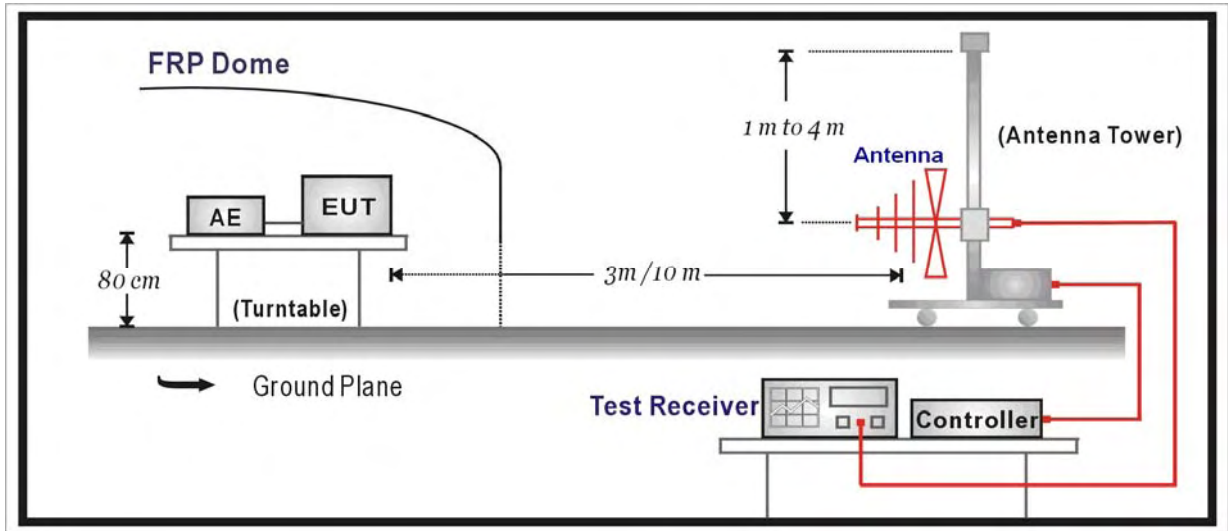 FRP Dome
1 m to 4 m
(Antenna Tower)
Antenna
AE
EUT
80 cm
3m /10 m
(Turntable)
Ground Plane
Test Receiver
Controller